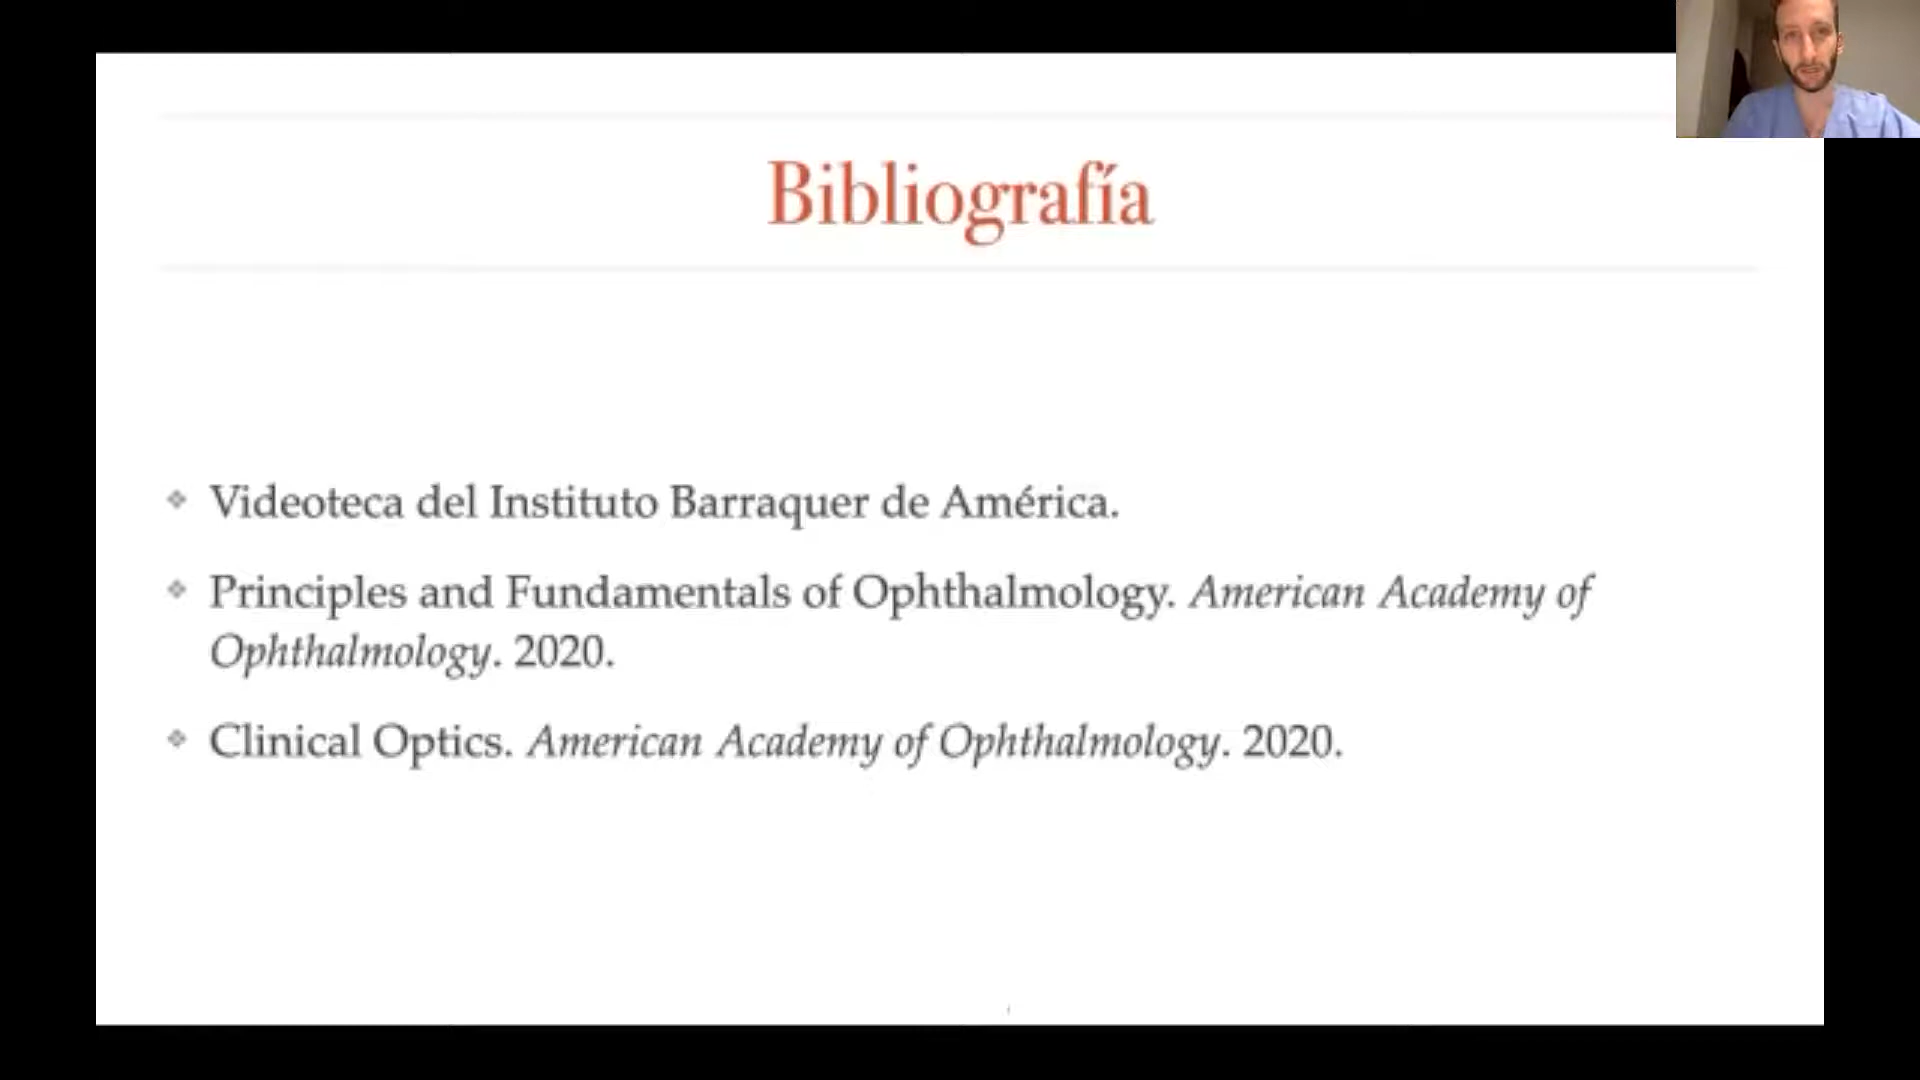 Bibliografía
Videoteca del Instituto Barraquer de América.
Principles and Fundamentals of Ophthalmology. American Academy of
Ophthalmology. 2020.
Clinical Optics. American Academy of Ophthalmology. 2020.